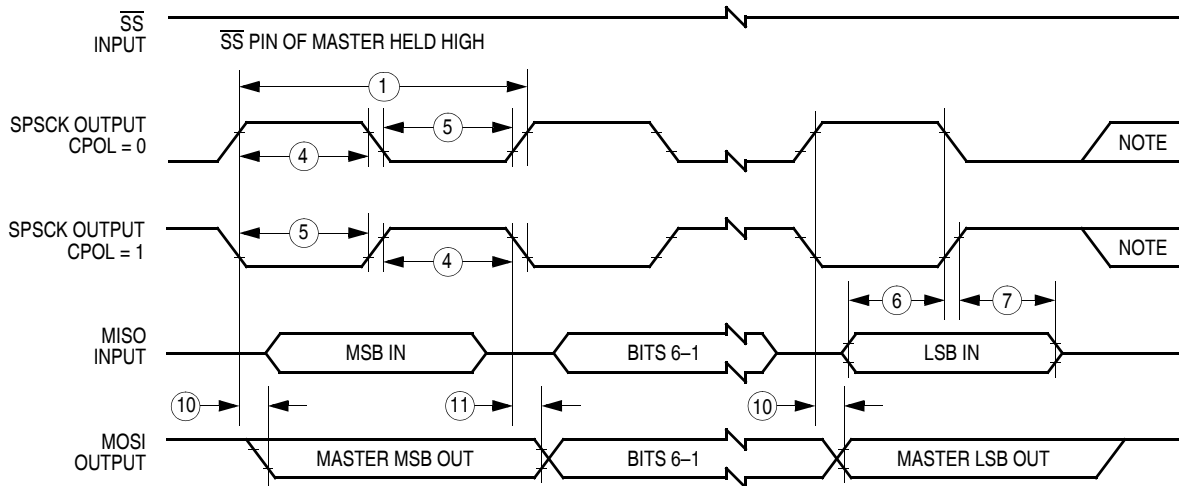 SS
INPUT
SS PIN OF MASTER HELD HIGH
1
SPSCK OUTPUT
CPOL = 0
5
4
NOTE
SPSCK OUTPUT
CPOL = 1
5
4
NOTE
6
7
MISO
INPUT
MSB IN
BITS 6–1
LSB IN
10
11
10
MOSI
OUTPUT
MASTER MSB OUT
BITS 6–1
MASTER LSB OUT